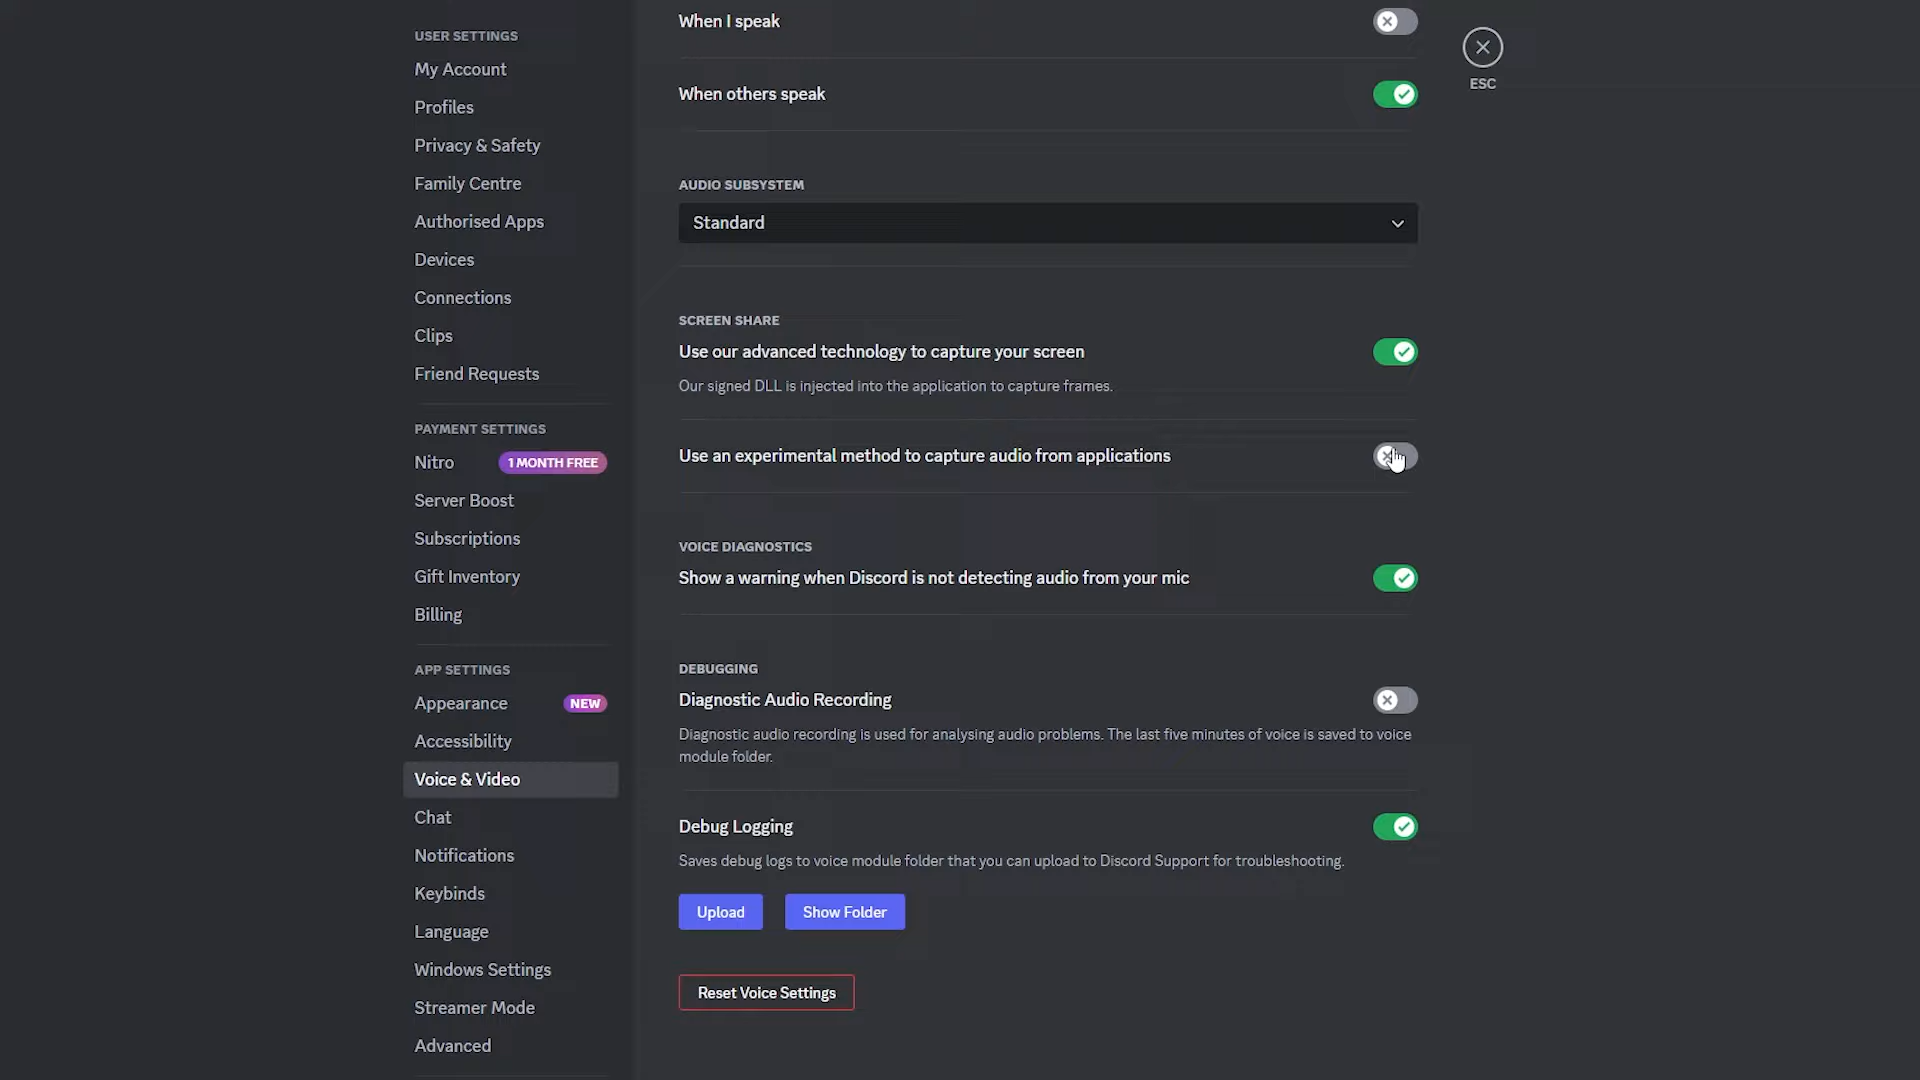 USER SETTINGS
My Account
Profiles
Privacy & Safety
Family Centre
Authorised Apps
Devices
Connections
Clips
Friend Requests
PAYMENT SETTINGS
Nitro 1 MONTH FREE
Server Boost
Subscriptions
Gift Inventory
Billing
APP SETTINGS
Appearance NEW
Accessibility
Voice & Video
Chat
Notifications
Keybinds
Language
Windows Settings
Streamer Mode
Advanced
When I speak
When others speak
AUDIO SUBSYSTEM
Standard
SCREEN SHARE
Use our advanced technology to capture your screen
Our signed DLL is injected into the application to capture frames.
Use an experimental method to capture audio from applications
VOICE DIAGNOSTICS
Show a warning when Discord is not detecting audio from your mic
DEBUGGING
Diagnostic Audio Recording
Diagnostic audio recording is used for analysing audio problems. The last five minutes of voice is saved to voice
module folder.
Debug Logging
Saves debug logs to voice module folder that you can upload to Discord Support for troubleshooting.
Upload Show Folder
Reset Voice Settings
ESC